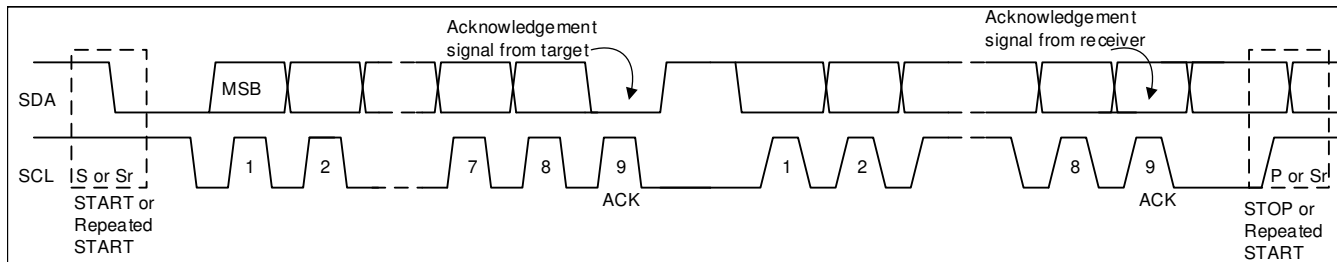 Acknowledgement
signal from target
Acknowledgement
signal from receiver
SDA
MSB
SCL
S or Sr
1
2
7
8
9
1
2
8
9
P or Sr
ACK
ACK
START or
Repeated
START
STOP or
Repeated
START